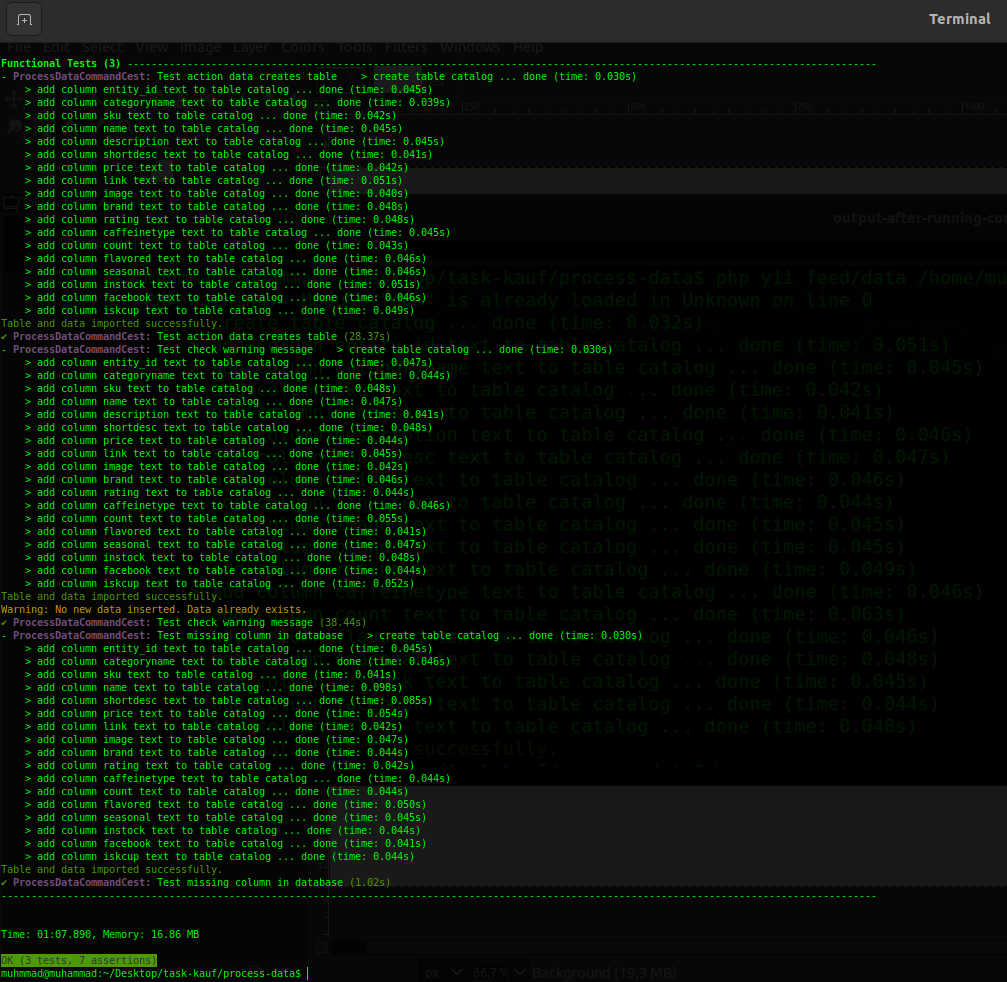 Terminal
File Edit Select View Image Layer Colors Tools Filters Windows Help
Functional Tests (3) -----------------------------------------------------------------------------------------------------------------------------
- ProcessDataCommandCest: Test action data creates table    > create table catalog ... done (time: 0.030s)
    > add column entity_id text to table catalog ... done (time: 0.045s)
    > add column categoryname text to table catalog ... done (time: 0.039s)
    > add column sku text to table catalog ... done (time: 0.042s)
    > add column name text to table catalog ... done (time: 0.045s)
    > add column description text to table catalog ... done (time: 0.045s)
    > add column shortdesc text to table catalog ... done (time: 0.041s)
    > add column price text to table catalog ... done (time: 0.042s)
    > add column link text to table catalog ... done (time: 0.051s)
    > add column image text to table catalog ... done (time: 0.040s)
    > add column brand text to table catalog ... done (time: 0.048s)
    > add column rating text to table catalog ... done (time: 0.048s)
    > add column caffeinetype text to table catalog ... done (time: 0.045s)
    > add column count text to table catalog ... done (time: 0.043s)
    > add column flavored text to table catalog ... done (time: 0.046s)
    > add column seasonal text to table catalog ... done (time: 0.046s)
    > add column instock text to table catalog ... done (time: 0.051s)
    > add column facebook text to table catalog ... done (time: 0.046s)
    > add column iskcup text to table catalog ... done (time: 0.049s)
Table and data imported successfully.
✔ ProcessDataCommandCest: Test action data creates table (28.37s)
- ProcessDataCommandCest: Test check warning message    > create table catalog ... done (time: 0.030s)
    > add column entity_id text to table catalog ... done (time: 0.047s)
    > add column categoryname text to table catalog ... done (time: 0.044s)
    > add column sku text to table catalog ... done (time: 0.048s)
    > add column name text to table catalog ... done (time: 0.047s)
    > add column description text to table catalog ... done (time: 0.041s)
    > add column shortdesc text to table catalog ... done (time: 0.048s)
    > add column price text to table catalog ... done (time: 0.044s)
    > add column link text to table catalog ... done (time: 0.045s)
    > add column image text to table catalog ... done (time: 0.042s)
    > add column brand text to table catalog ... done (time: 0.046s)
    > add column rating text to table catalog ... done (time: 0.044s)
    > add column caffeinetype text to table catalog ... done (time: 0.046s)
    > add column count text to table catalog ... done (time: 0.055s)
    > add column flavored text to table catalog ... done (time: 0.041s)
    > add column seasonal text to table catalog ... done (time: 0.047s)
    > add column instock text to table catalog ... done (time: 0.048s)
    > add column facebook text to table catalog ... done (time: 0.044s)
    > add column iskcup text to table catalog ... done (time: 0.052s)
Table and data imported successfully.
Warning: No new data inserted. Data already exists.
✔ ProcessDataCommandCest: Test check warning message (38.44s)
- ProcessDataCommandCest: Test missing column in database    > create table catalog ... done (time: 0.030s)
    > add column entity_id text to table catalog ... done (time: 0.045s)
    > add column categoryname text to table catalog ... done (time: 0.046s)
    > add column sku text to table catalog ... done (time: 0.041s)
    > add column name text to table catalog ... done (time: 0.098s)
    > add column shortdesc text to table catalog ... done (time: 0.085s)
    > add column price text to table catalog ... done (time: 0.054s)
    > add column link text to table catalog ... done (time: 0.042s)
    > add column image text to table catalog ... done (time: 0.047s)
    > add column brand text to table catalog ... done (time: 0.044s)
    > add column rating text to table catalog ... done (time: 0.042s)
    > add column caffeinetype text to table catalog ... done (time: 0.044s)
    > add column count text to table catalog ... done (time: 0.044s)
    > add column flavored text to table catalog ... done (time: 0.050s)
    > add column seasonal text to table catalog ... done (time: 0.045s)
    > add column instock text to table catalog ... done (time: 0.044s)
    > add column facebook text to table catalog ... done (time: 0.041s)
    > add column iskcup text to table catalog ... done (time: 0.044s)
Table and data imported successfully.
✔ ProcessDataCommandCest: Test missing column in database (1.02s)
--------------------------------------------------------------------------------------------------------------------------------------------------
Time: 01:07.890, Memory: 16.86 MB
OK (3 tests, 7 assertions)
muhmmad@muhammad:~/Desktop/task-kauf/process-data$
px 66,7 % Background (19,3 MB)